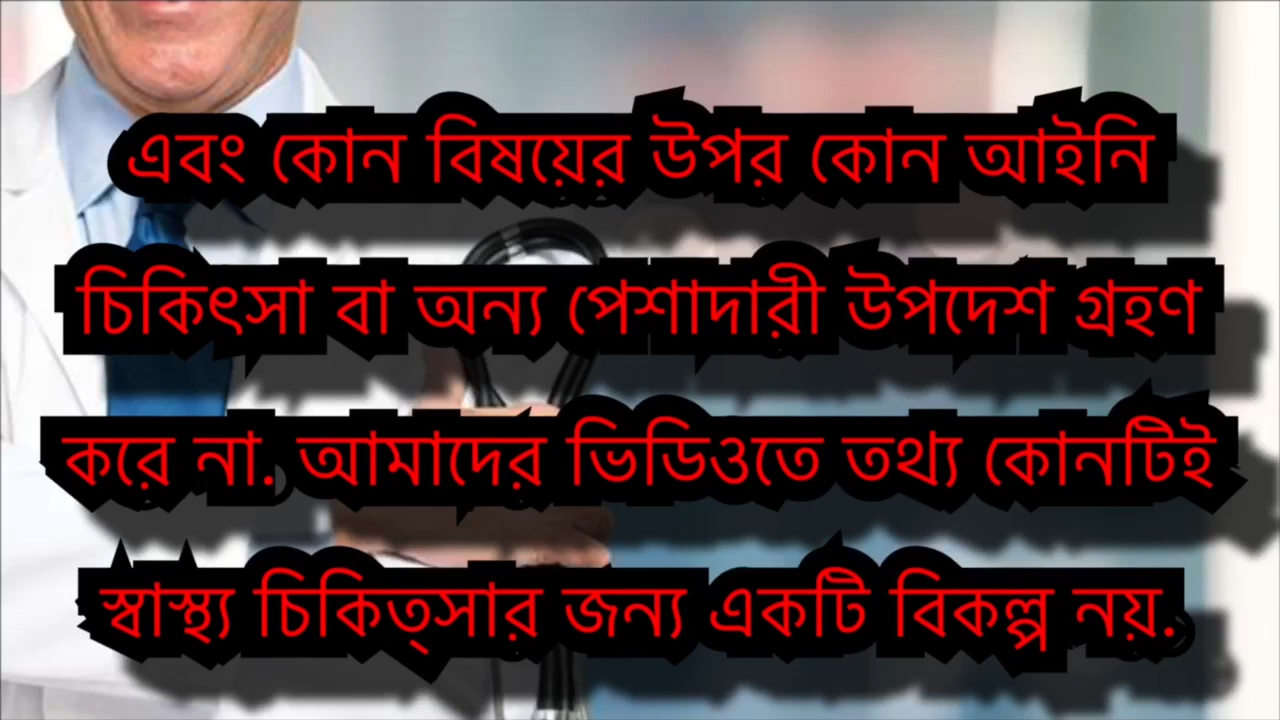 এবং কোন বিষয়ের উপর কোন আইনি
চিকিৎসা বা অন্য পেশাদারী উপদেশ গ্রহণ
করে না. আমাদের ভিডিওতে তথ্য কোনটিই
স্বাস্থ্য চিকিত্সার জন্য একটি বিকল্প নয়.